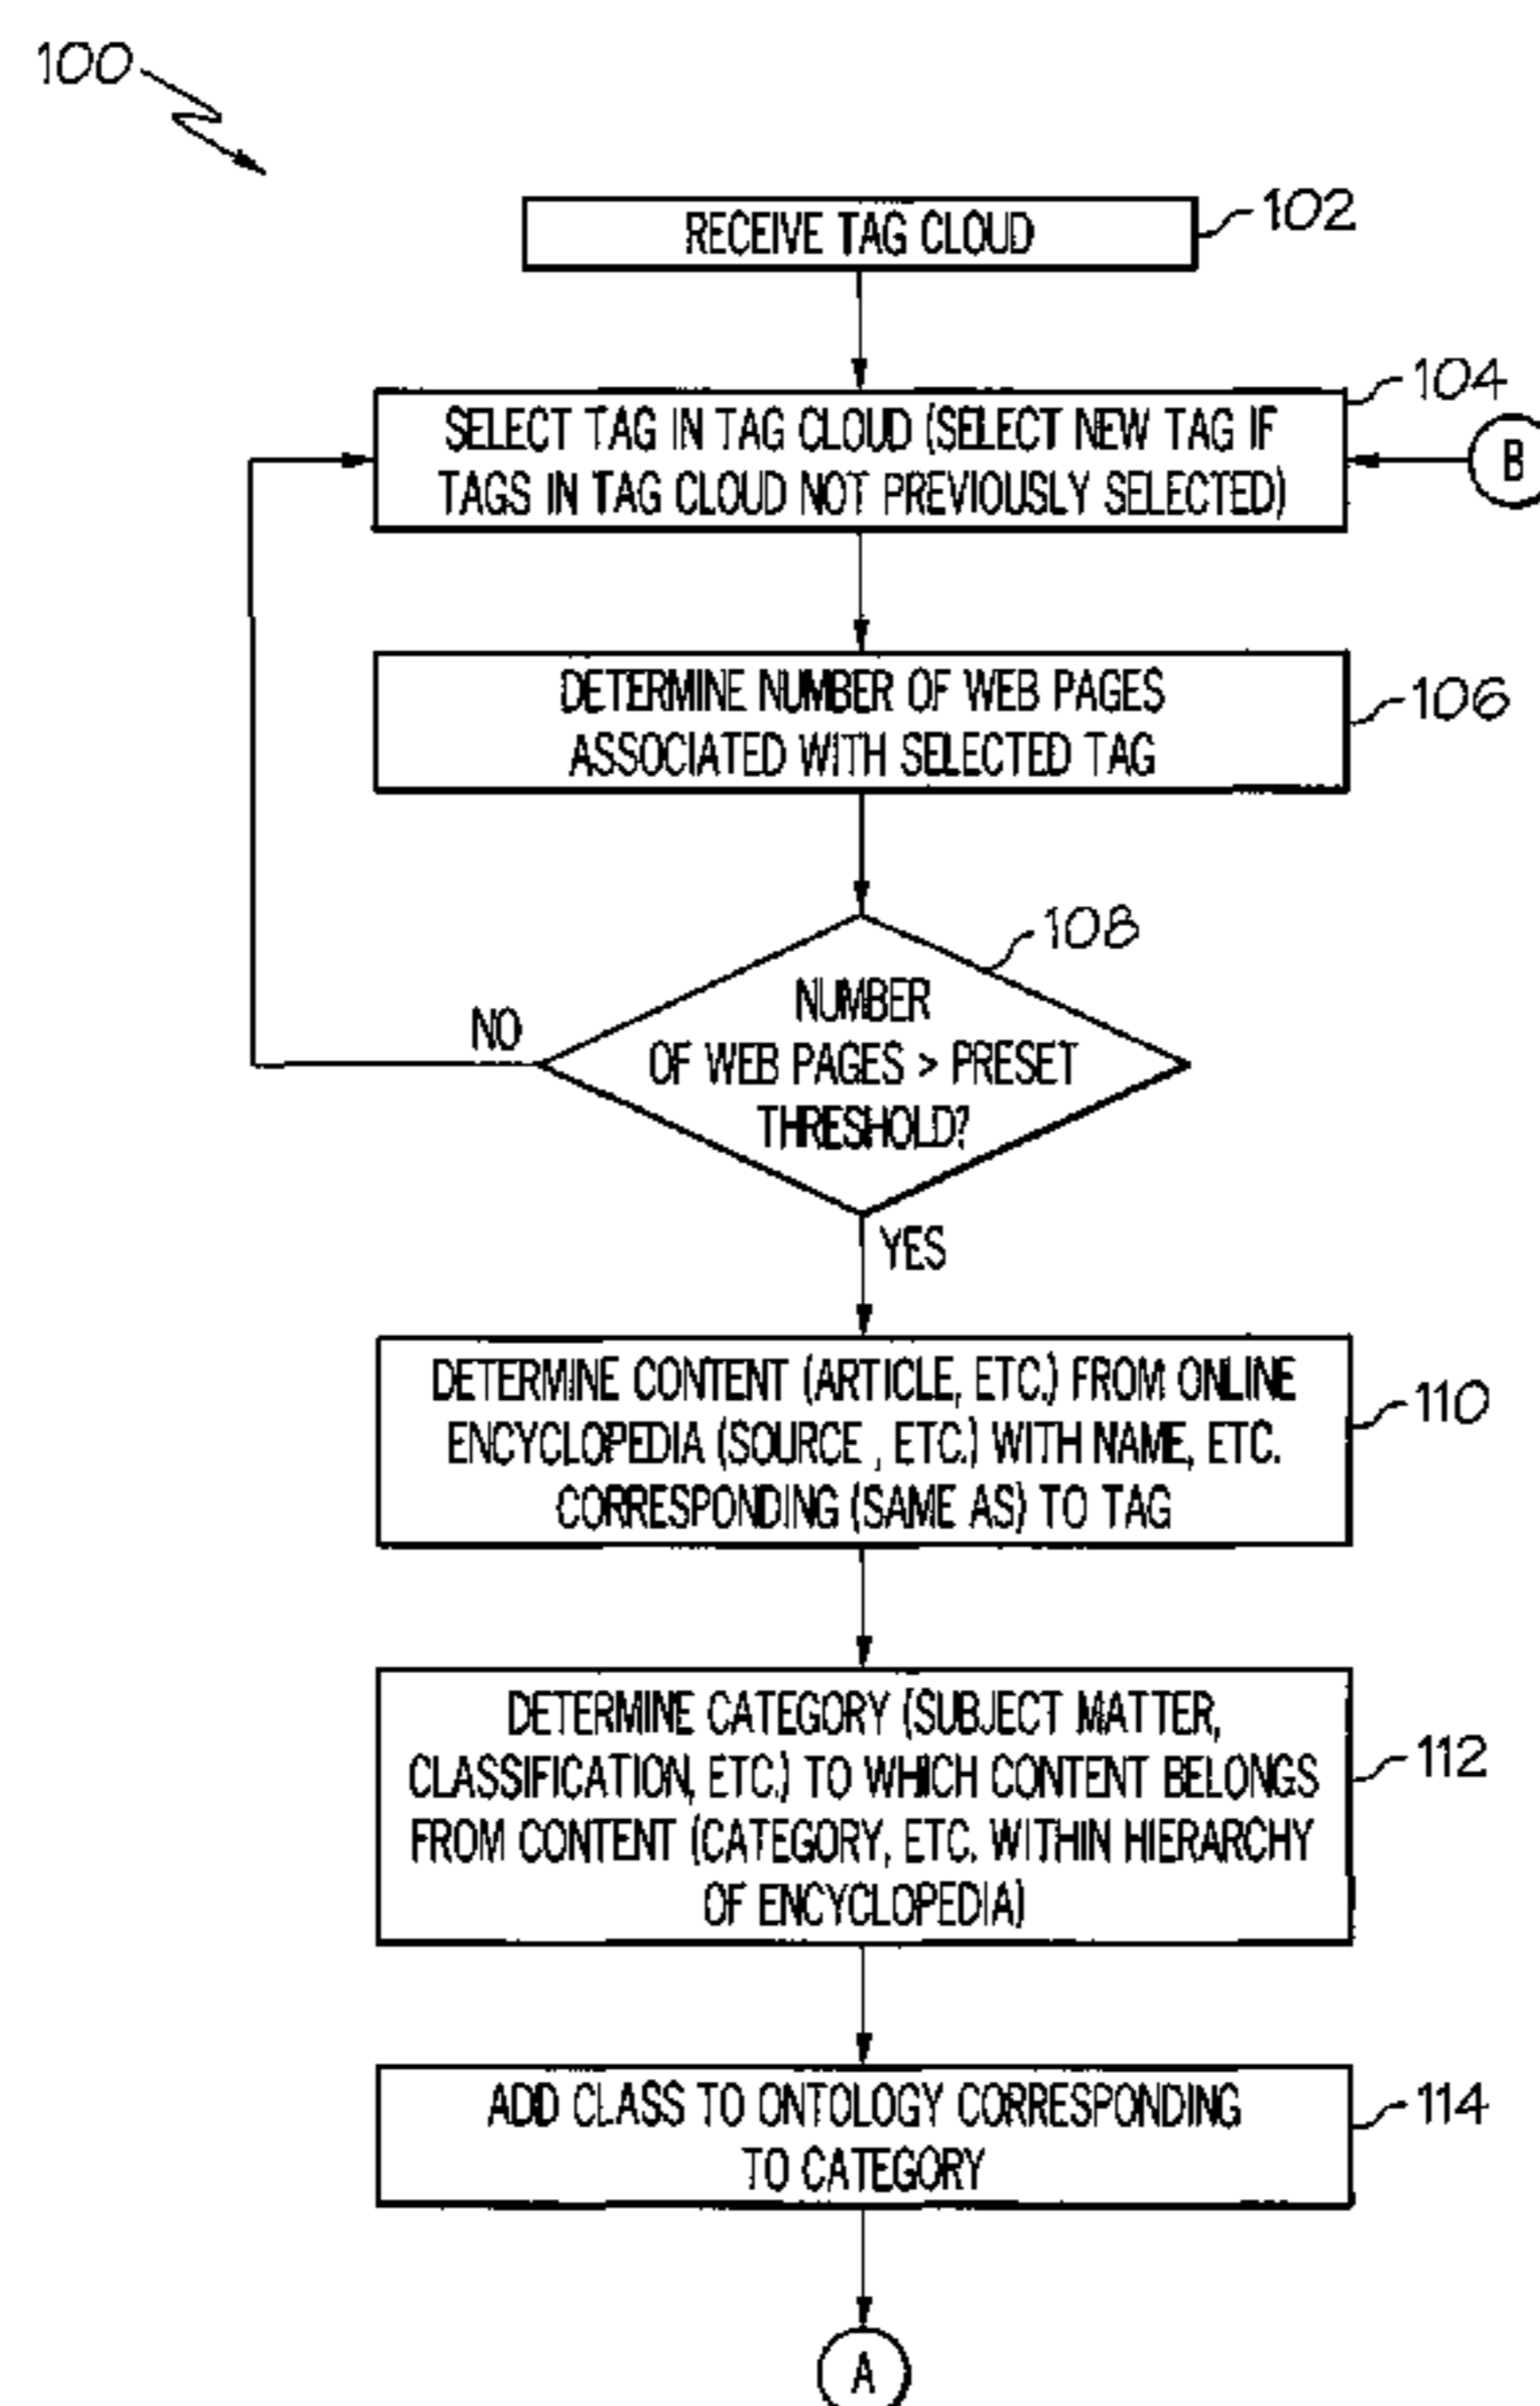 100
RECEIVE TAG CLOUD
102
SELECT TAG IN TAG CLOUD (SELECT NEW TAG IF
TAGS IN TAG CLOUD NOT PREVIOUSLY SELECTED)
104
B
DETERMINE NUMBER OF WEB PAGES
ASSOCIATED WITH SELECTED TAG
106
108
NUMBER
OF WEB PAGES > PRESET
THRESHOLD?
NO
YES
DETERMINE CONTENT (ARTICLE, ETC.) FROM ONLINE
ENCYCLOPEDIA (SOURCE , ETC.) WITH NAME, ETC.
CORRESPONDING (SAME AS) TO TAG
110
DETERMINE CATEGORY (SUBJECT MATTER,
CLASSIFICATION, ETC.) TO WHICH CONTENT BELONGS
FROM CONTENT (CATEGORY, ETC. WITHIN HIERARCHY
OF ENCYCLOPEDIA)
112
ADD CLASS TO ONTOLOGY CORRESPONDING
TO CATEGORY
114
A